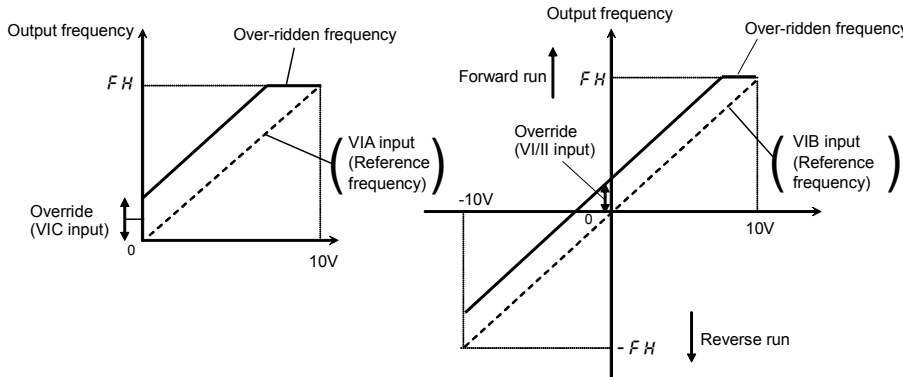 Output frequency
Over-ridden frequency
FH
VIA input
(Reference
frequency)
Override
(VIC input)
0
10V
Output frequency
Over-ridden frequency
Forward run
FH
Override
(VI/II input)
VIB input
(Reference
frequency)
-10V
0
10V
Reverse run
-FH